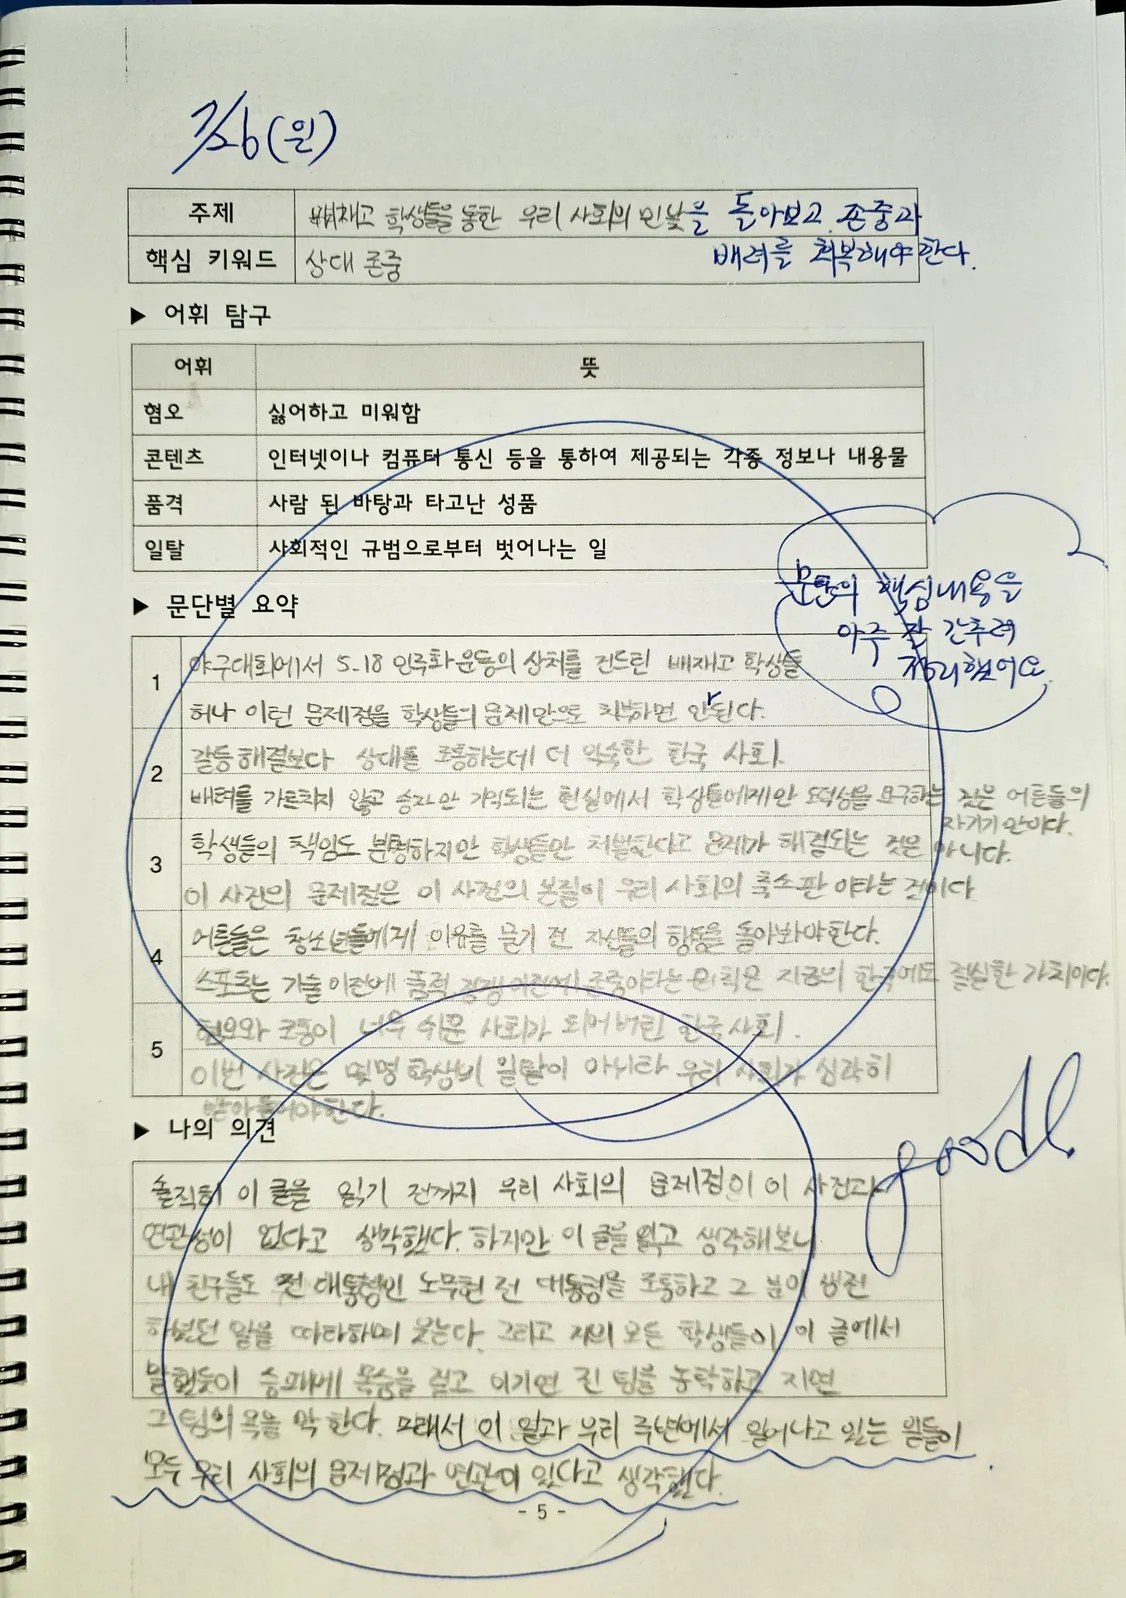 7/26(월)
주제 배재고 학생들을 통한 우리 사회의 민낯을 돌아보고 존중과
배려를 회복해야 한다.
핵심 키워드 상대 존중
▶ 어휘 탐구
어휘 뜻
혐오 싫어하고 미워함
콘텐츠 인터넷이나 컴퓨터 통신 등을 통하여 제공되는 각종 정보나 내용물
품격 사람 된 바탕과 타고난 성품
일탈 사회적인 규범으로부터 벗어나는 일
▶ 문단별 요약
문단의 핵심내용을
아주 잘 간추려
정리했어요
1 야구대회에서 5-18 민주화운동의 상처를 건드린 배재고 학생들
허나 이런 문제점을 학생들의 문제만으로 치부하면 안된다.
2 갈등해결보다 상대를 조롱하는데 더 익숙한 한국 사회.
배려를 가르치지 않고 승자만 기억되는 현실에서 학생들에게만 도덕성을 요구하는 것은 어른들의
자기기만이다.
3 학생들의 책임도 분명하지만 학생들만 처벌한다고 문제가 해결되는 것은 아니다.
이 사건의 문제점은 이 사건의 본질이 우리 사회의 축소판 이라는 것이다
4 어른들은 청소년들에게 이유를 묻기 전 자신들의 행동을 돌아봐야한다.
스포츠는 기술 이전에 품격 경쟁 이전에 존중이라는 원칙은 지금의 한국에도 절실한 가치이다.
5 혐오와 조롱이 너무 쉬운 사회가 되어버린 한국사회.
이번 사건은 몇명 학생의 일탈이 아니라 우리 사회가 심각히
받아들여야한다.
▶ 나의 의견
good!
솔직히 이 글을 읽기 전까지 우리 사회의 문제점이 이 사건과
연관성이 없다고 생각했다. 하지만 이 글을 읽고 생각해보니
내 친구들도 전 대통령인 노무현 전 대통령을 조롱하고 그 분이 생전
하셨던 말을 따라하며 웃는다. 그리고 저의 모든 학생들이 이 글에서
말했듯이 승패에 목숨을 걸고 이기면 진 팀을 농락하고 지면
그 팀의 욕을 막 한다. 그래서 이 일과 우리 주변에서 일어나고 있는 일들이
모두 우리 사회의 문제점과 연관이 있다고 생각했다.
- 5 -